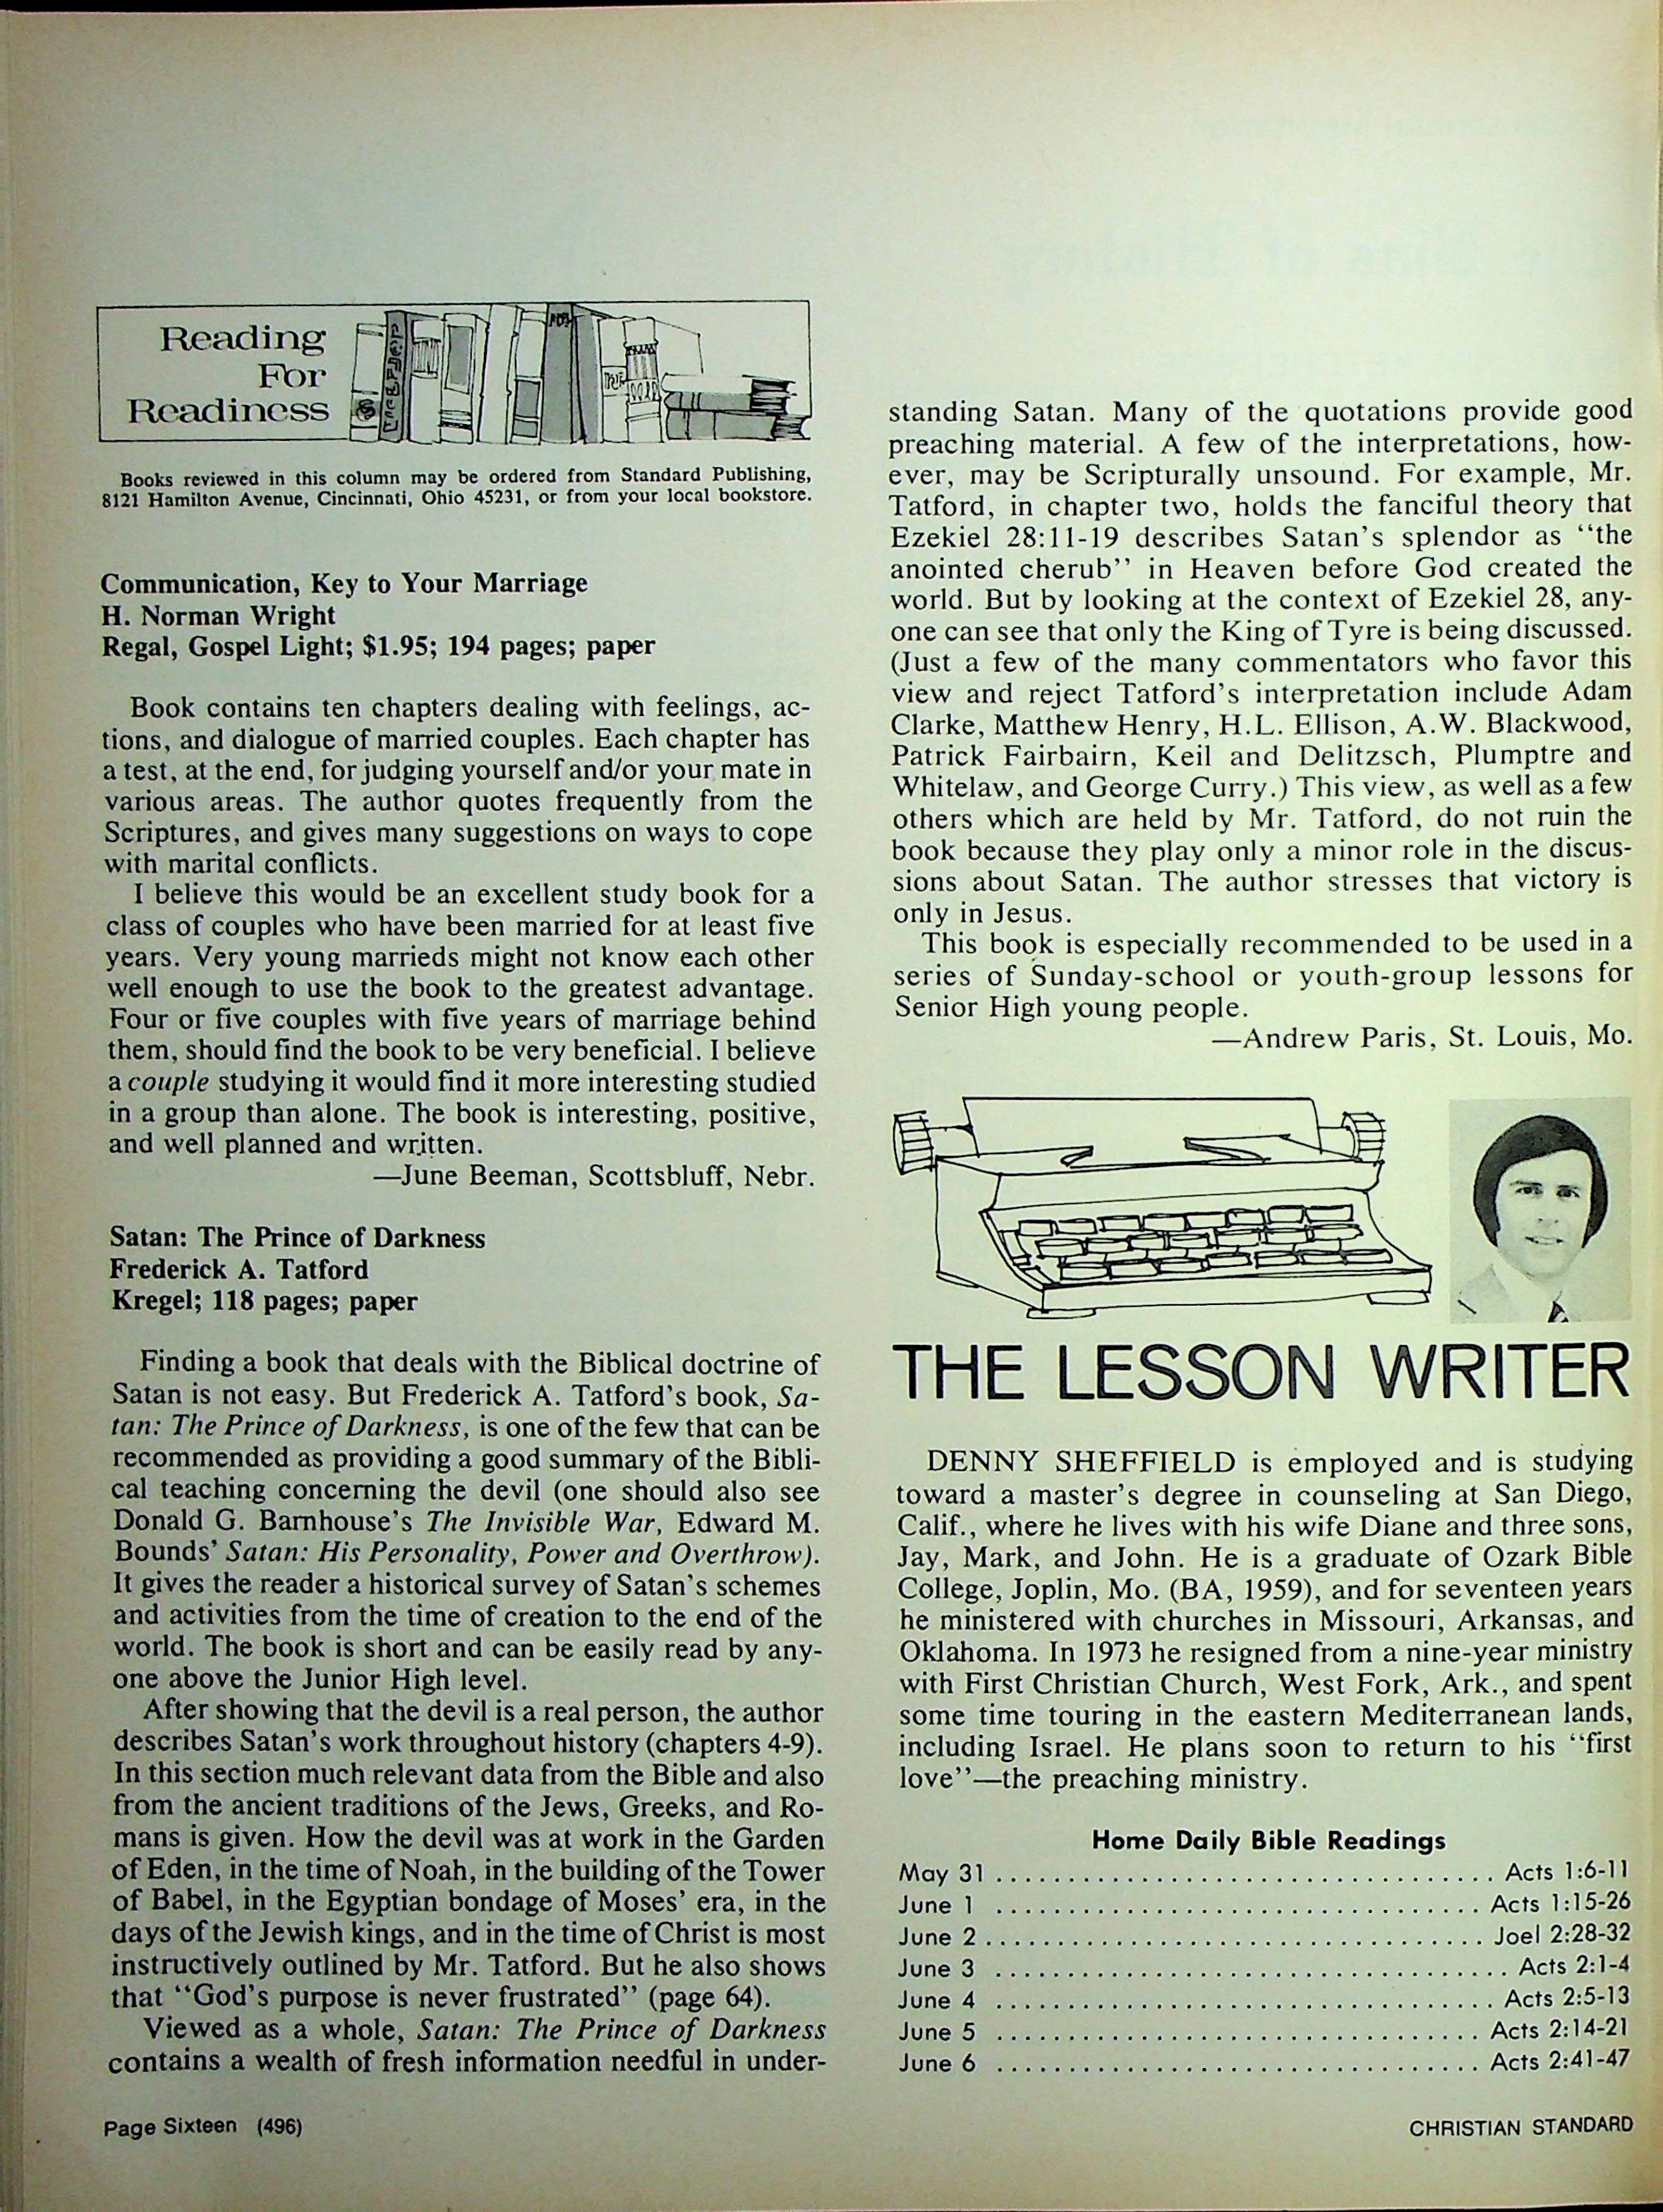 Reading
For
Readiness
Books reviewed in this column may be ordered from Standard Publishing,
8121 Hamilton Avenue, Cincinnati, Ohio 45231, or from your local bookstore.
Communication, Key to Your Marriage
H. Norman Wright
Regal, Gospel Light; $1.95; 194 pages; paper
Book contains ten chapters dealing with feelings, ac-
tions, and dialogue of married couples. Each chapter has
a test, at the end, for judging yourself and/or your mate in
various areas. The author quotes frequently from the
Scriptures, and gives many suggestions on ways to cope
with marital conflicts.
I believe this would be an excellent study book for a
class of couples who have been married for at least five
years. Very young marrieds might not know each other
well enough to use the book to the greatest advantage.
Four or five couples with five years of marriage behind
them, should find the book to be very beneficial. I believe
a couple studying it would find it more interesting studied
in a group than alone. The book is interesting, positive,
and well planned and written.
—June Beeman, Scottsbluff, Nebr.
Satan: The Prince of Darkness
Frederick A. Tatford
Kregel; 118 pages; paper
Finding a book that deals with the Biblical doctrine of
Satan is not easy. But Frederick A. Tatford's book, Sa-
tan: The Prince of Darkness, is one of the few that can be
recommended as providing a good summary of the Bibli-
cal teaching concerning the devil (one should also see
Donald G. Barnhouse's The Invisible War, Edward M.
Bounds' Satan: His Personality, Power and Overthrow).
It gives the reader a historical survey of Satan's schemes
and activities from the time of creation to the end of the
world. The book is short and can be easily read by any-
one above the Junior High level.
After showing that the devil is a real person, the author
describes Satan's work throughout history (chapters 4-9).
In this section much relevant data from the Bible and also
from the ancient traditions of the Jews, Greeks, and Ro-
mans is given. How the devil was at work in the Garden
of Eden, in the time of Noah, in the building of the Tower
of Babel, in the Egyptian bondage of Moses' era, in the
days of the Jewish kings, and in the time of Christ is most
instructively outlined by Mr. Tatford. But he also shows
that "God's purpose is never frustrated" (page 64).
Viewed as a whole, Satan: The Prince of Darkness
contains a wealth of fresh information needful in under-
standing Satan. Many of the quotations provide good
preaching material. A few of the interpretations, how-
ever, may be Scripturally unsound. For example, Mr.
Tatford, in chapter two, holds the fanciful theory that
Ezekiel 28:11-19 describes Satan's splendor as "the
anointed cherub" in Heaven before God created the
world. But by looking at the context of Ezekiel 28, any-
one can see that only the King of Tyre is being discussed.
(Just a few of the many commentators who favor this
view and reject Tatford's interpretation include Adam
Clarke, Matthew Henry, H.L. Ellison, A.W. Blackwood,
Patrick Fairbairn, Keil and Delitzsch, Plumptre and
Whitelaw, and George Curry.) This view, as well as a few
others which are held by Mr. Tatford, do not ruin the
book because they play only a minor role in the discus-
sions about Satan. The author stresses that victory is
only in Jesus.
This book is especially recommended to be used in a
series of Sunday-school or youth-group lessons for
Senior High young people.
—Andrew Paris, St. Louis, Mo.
THE LESSON WRITER
DENNY SHEFFIELD is employed and is studying
toward a master's degree in counseling at San Diego,
Calif., where he lives with his wife Diane and three sons,
Jay, Mark, and John. He is a graduate of Ozark Bible
College, Joplin, Mo. (BA, 1959), and for seventeen years
he ministered with churches in Missouri, Arkansas, and
Oklahoma. In 1973 he resigned from a nine-year ministry
with First Christian Church, West Fork, Ark., and spent
some time touring in the eastern Mediterranean lands,
including Israel. He plans soon to return to his "first
love"—the preaching ministry.
Home Daily Bible Readings
May 31 . . . . . . . . . . Acts 1:6-11
June 1 . . . . . . . . . . Acts 1:15-26
June 2 . . . . . . . . . . Joel 2:28-32
June 3 . . . . . . . . . . Acts 2:1-4
June 4 . . . . . . . . . . Acts 2:5-13
June 5 . . . . . . . . . . Acts 2:14-21
June 6 . . . . . . . . . . Acts 2:41-47
Page Sixteen (496)
CHRISTIAN STANDARD